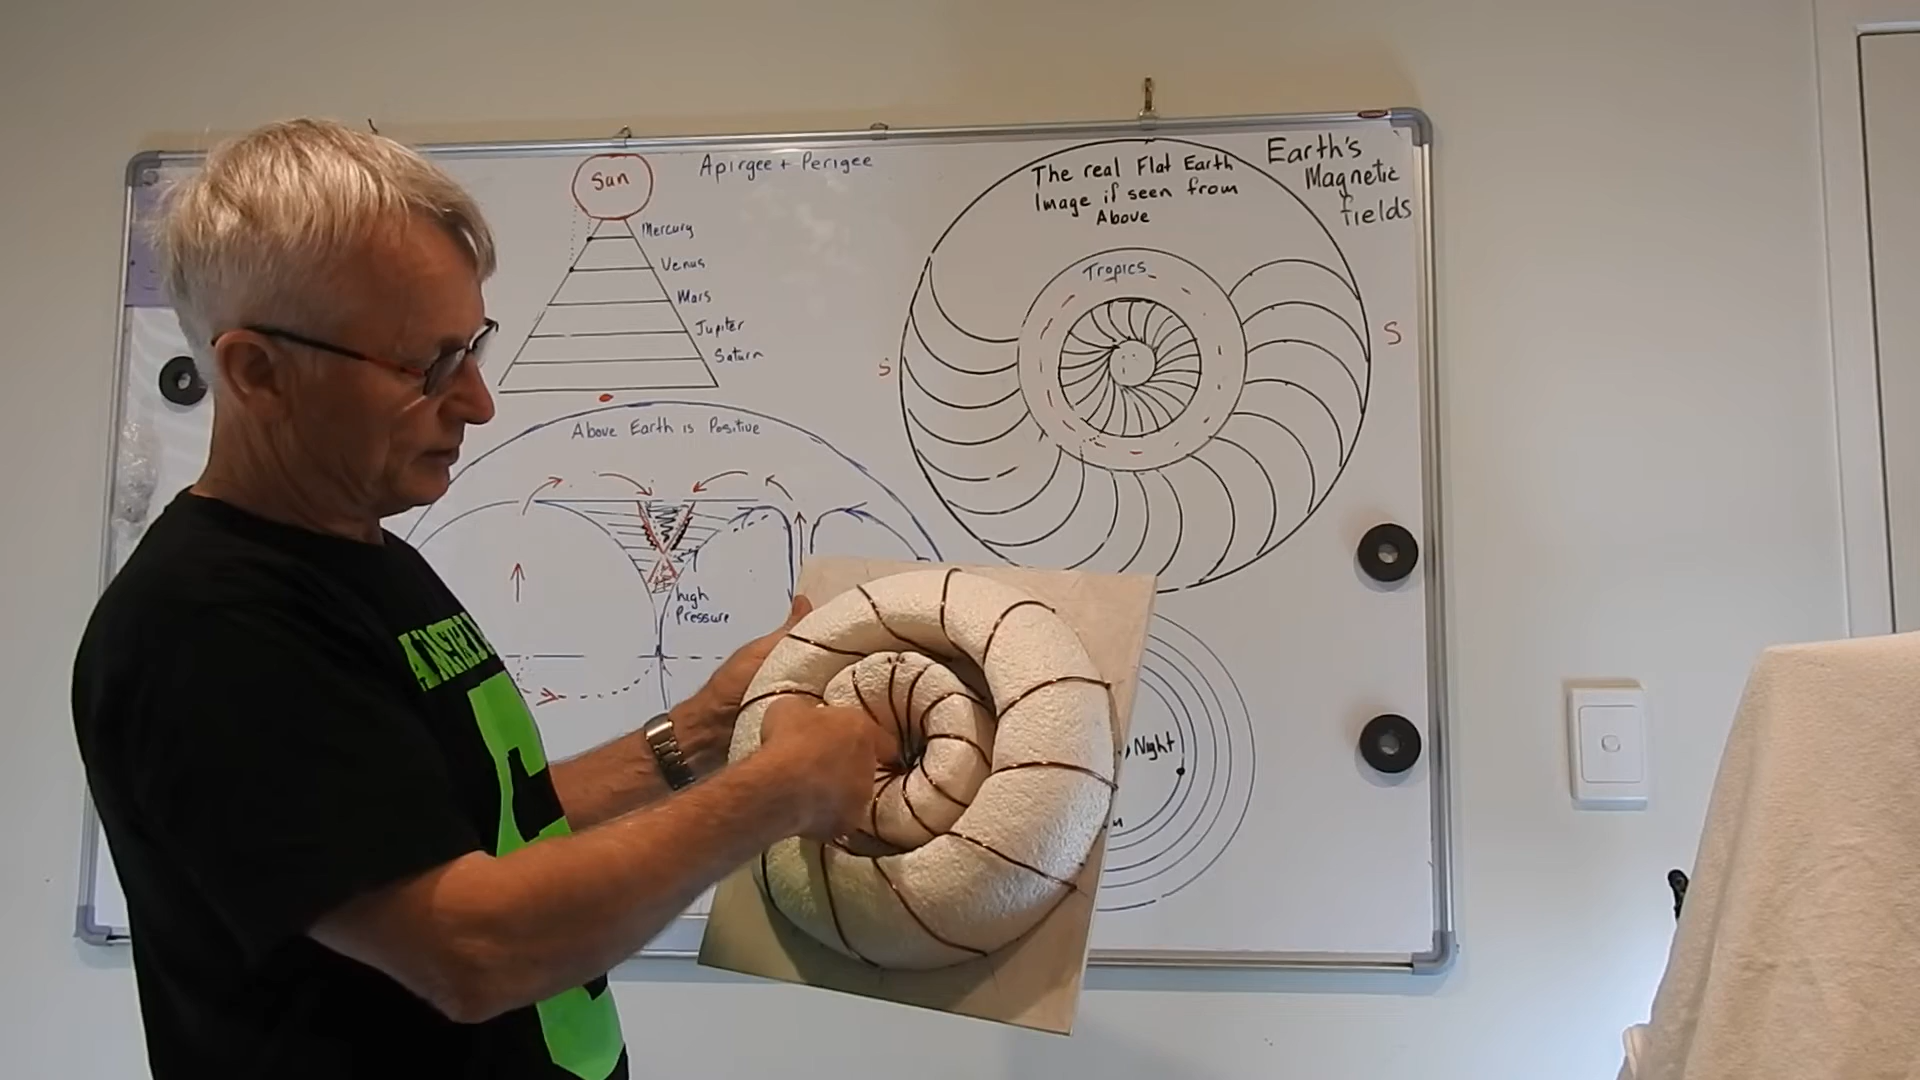 Sun
Apirgee + Perigee
Mercury
Venus
Mars
Jupiter
Saturn
Above Earth is Positive
high
Pressure
The real Flat Earth
Image if seen from
Above
Tropics
Earth's
Magnetic
fields
S
S
Night